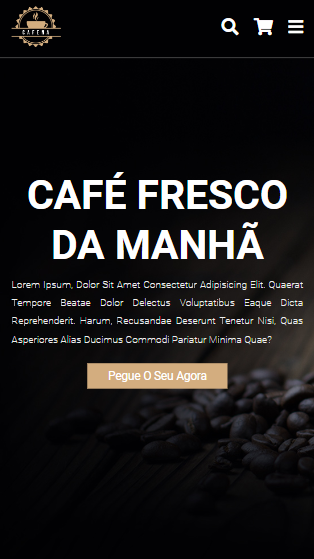 CAFENA
CAFÉ FRESCO
DA MANHÃ
Lorem Ipsum, Dolor Sit Amet Consectetur Adipisicing Elit. Quaerat
Tempore Beatae Dolor Delectus Voluptatibus Eaque Dicta
Reprehenderit. Harum, Recusandae Deserunt Tenetur Nisi, Quas
Asperiores Alias Ducimus Commodi Pariatur Minima Quae?
Pegue O Seu Agora